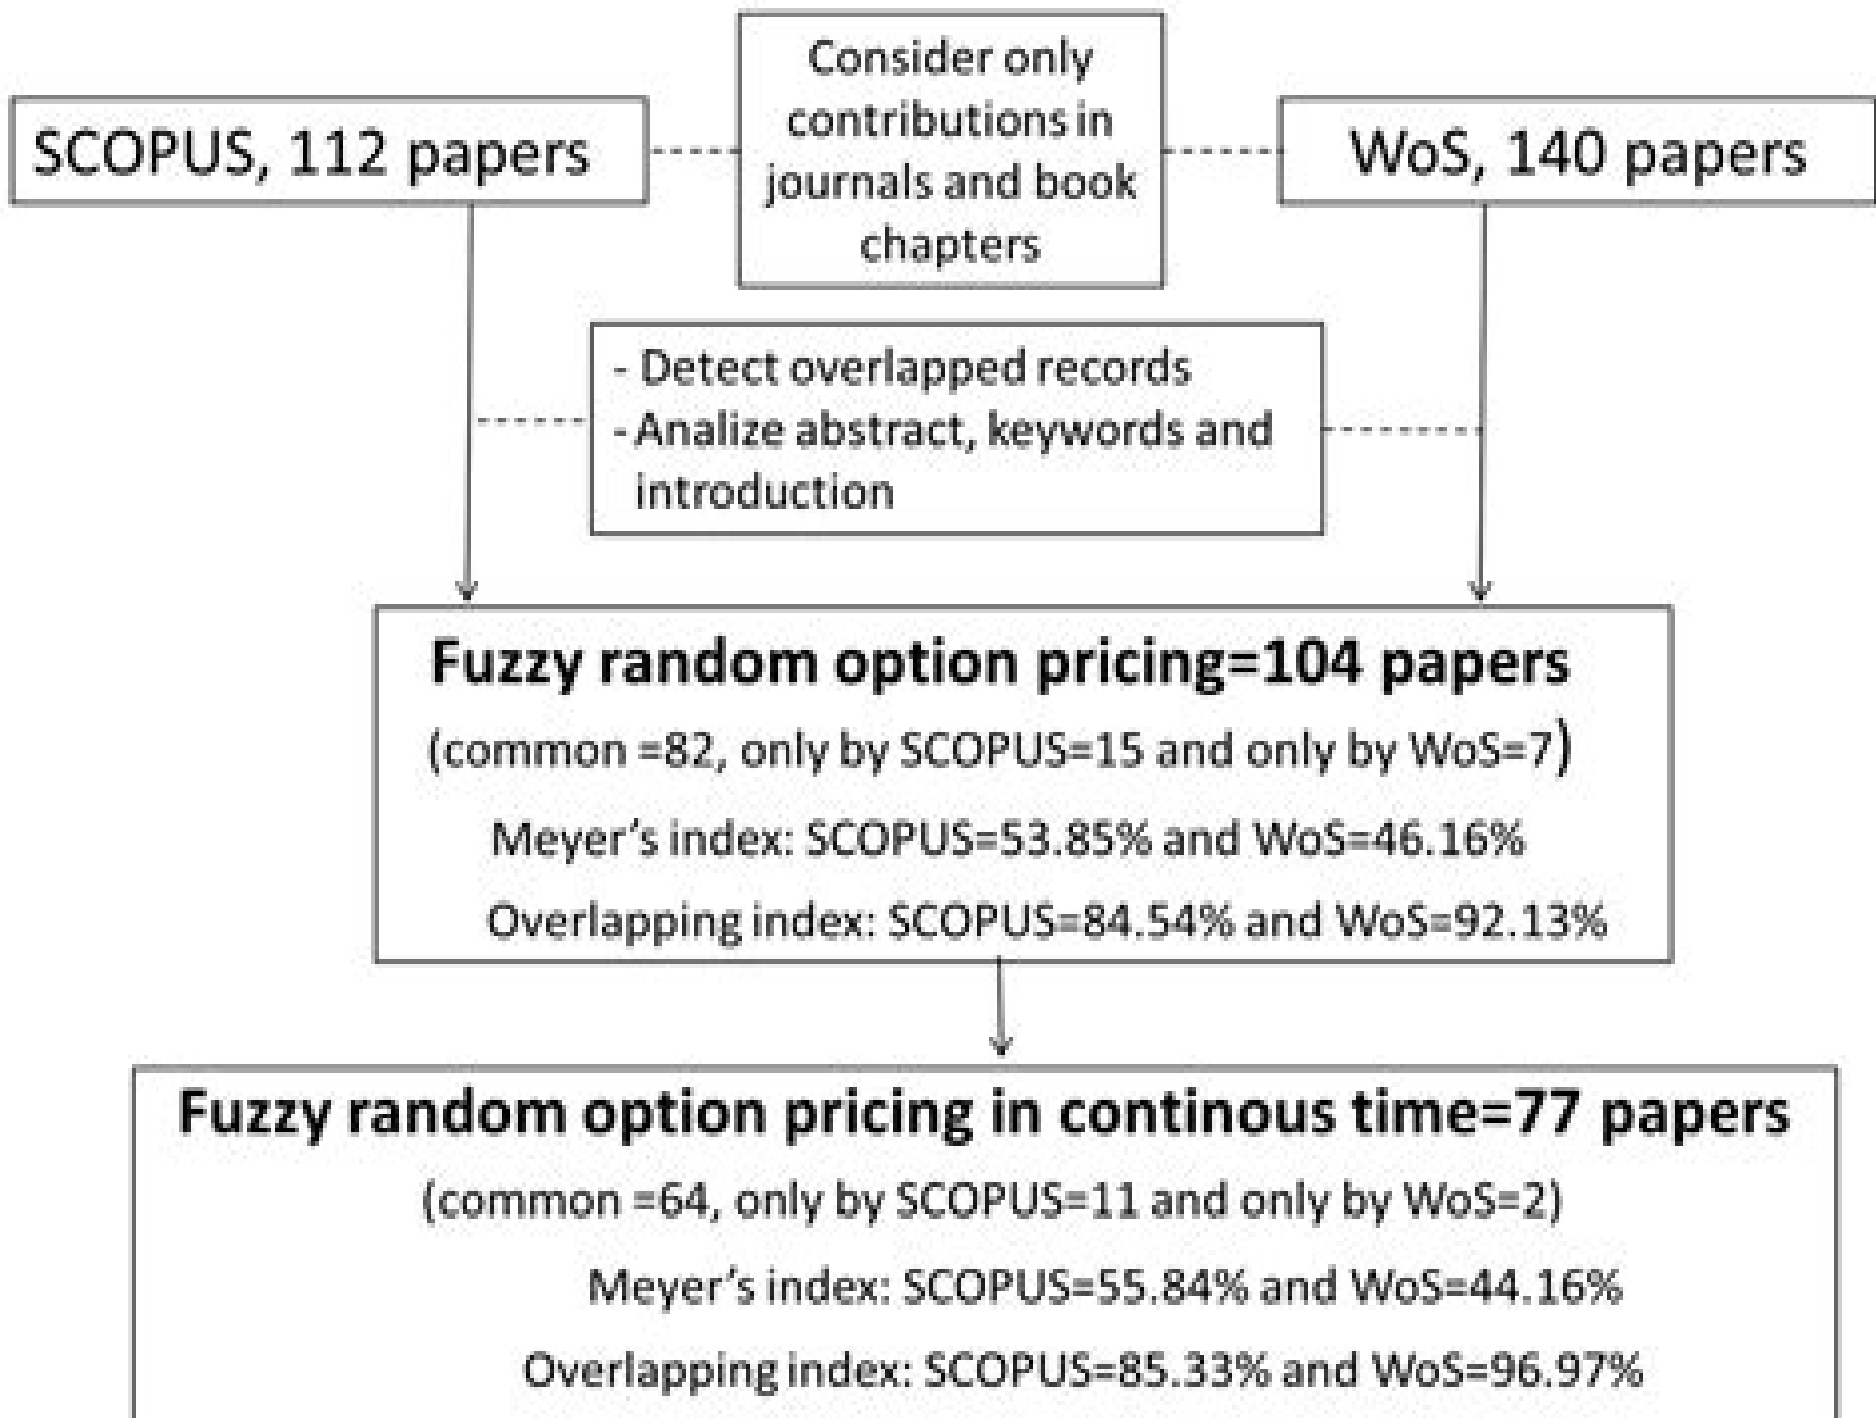 Consider only
contributions in
journals and book
chapters
SCOPUS, 112 papers
WoS, 140 papers
- Detect overlapped records
- Analize abstract, keywords and
introduction
Fuzzy random option pricing=104 papers
(common =82, only by SCOPUS=15 and only by WoS=7)
Meyer’s index: SCOPUS=53.85% and WoS=46.16%
Overlapping index: SCOPUS=84.54% and WoS=92.13%
Fuzzy random option pricing in continous time=77 papers
(common =64, only by SCOPUS=11 and only by WoS=2)
Meyer’s index: SCOPUS=55.84% and WoS=44.16%
Overlapping index: SCOPUS=85.33% and WoS=96.97%